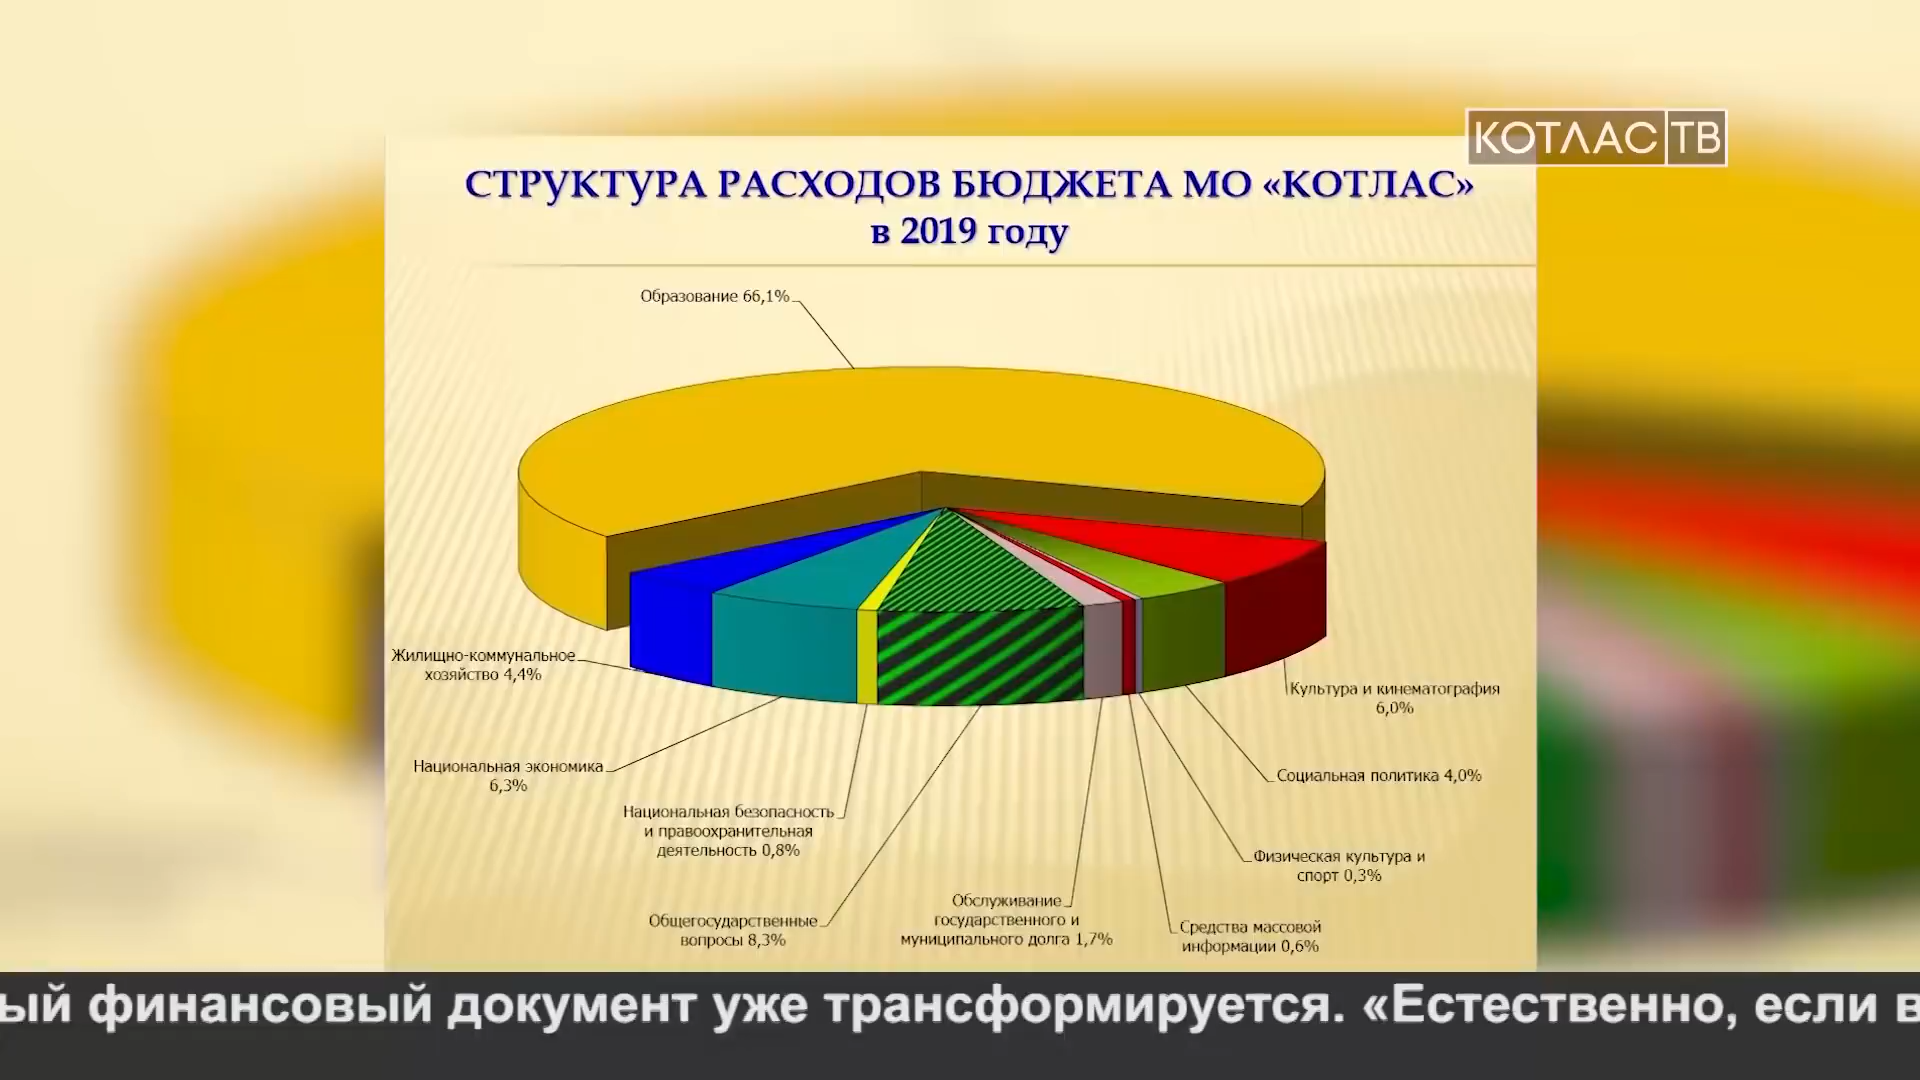 КОТЛАС ТВ
СТРУКТУРА РАСХОДОВ БЮДЖЕТА МО «КОТЛАС»
в 2019 году
Образование 66,1%
Жилищно-коммунальное
хозяйство 4,4%
Культура и кинематография
6,0%
Национальная экономика
6,3%
Социальная политика 4,0%
Национальная безопасность
и правоохранительная
деятельность 0,8%
Физическая культура и
спорт 0,3%
Общегосударственные
вопросы 8,3%
Обслуживание
государственного и
муниципального долга 1,7%
Средства массовой
информации 0,6%
ый финансовый документ уже трансформируется. «Естественно, если в